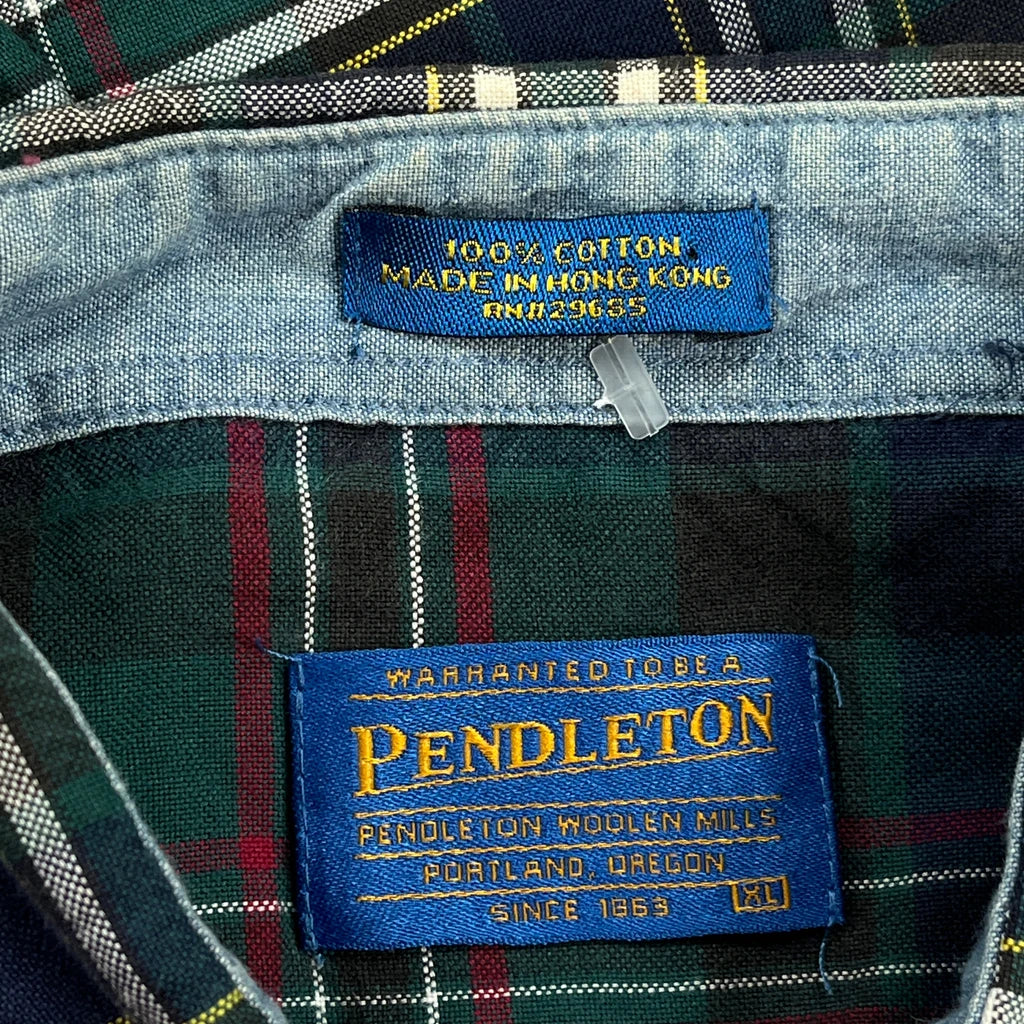 100% COTTON
MADE IN HONG KONG
RN#29685
WARRANTED TO BE A
PENDLETON
PENDLETON WOOLEN MILLS
PORTLAND, OREGON
SINCE 1863
XL